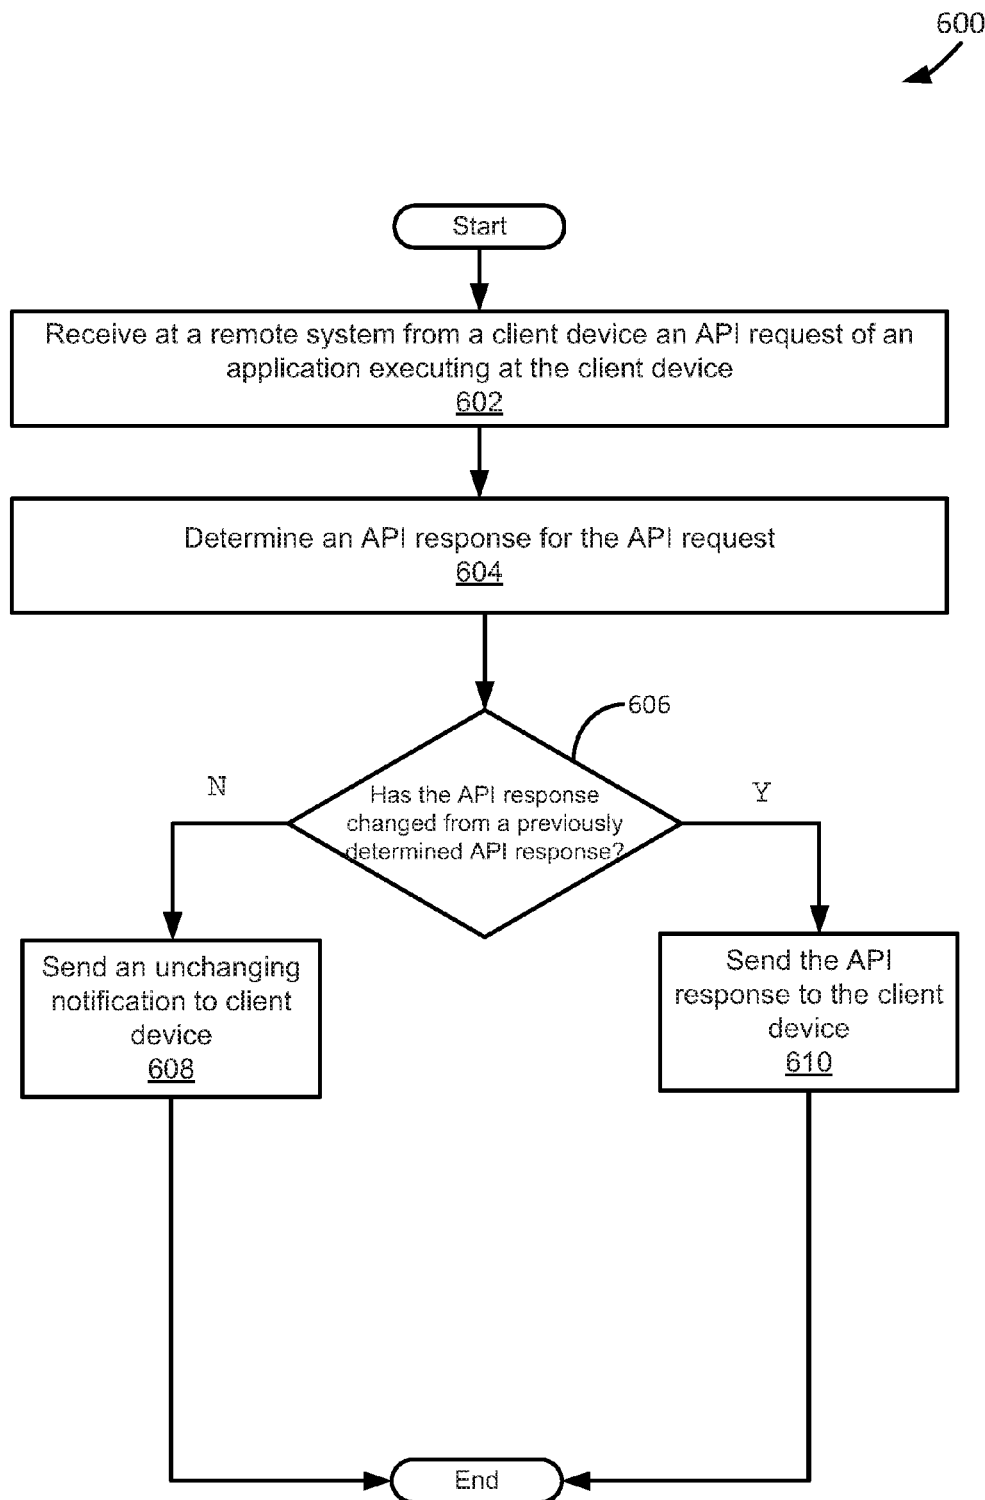 600
Start
Receive at a remote system from a client device an API request of an
application executing at the client device
602
Determine an API response for the API request
604
606
N
Has the API response
changed from a previously
determined API response?
Y
Send an unchanging
notification to client
device
608
Send the API
response to the client
device
610
End